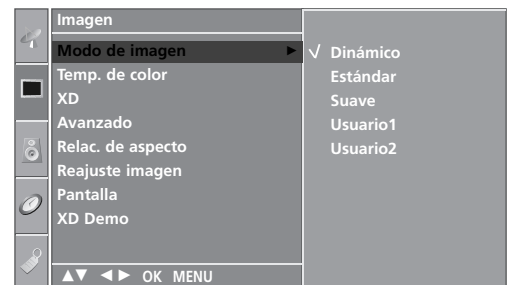 Imagen
Modo de imagen ►
Temp. de color
XD
Avanzado
Relac. de aspecto
Reajuste imagen
Pantalla
XD Demo
▲▼ ◄► OK MENU
√ Dinámico
Estándar
Suave
Usuario1
Usuario2